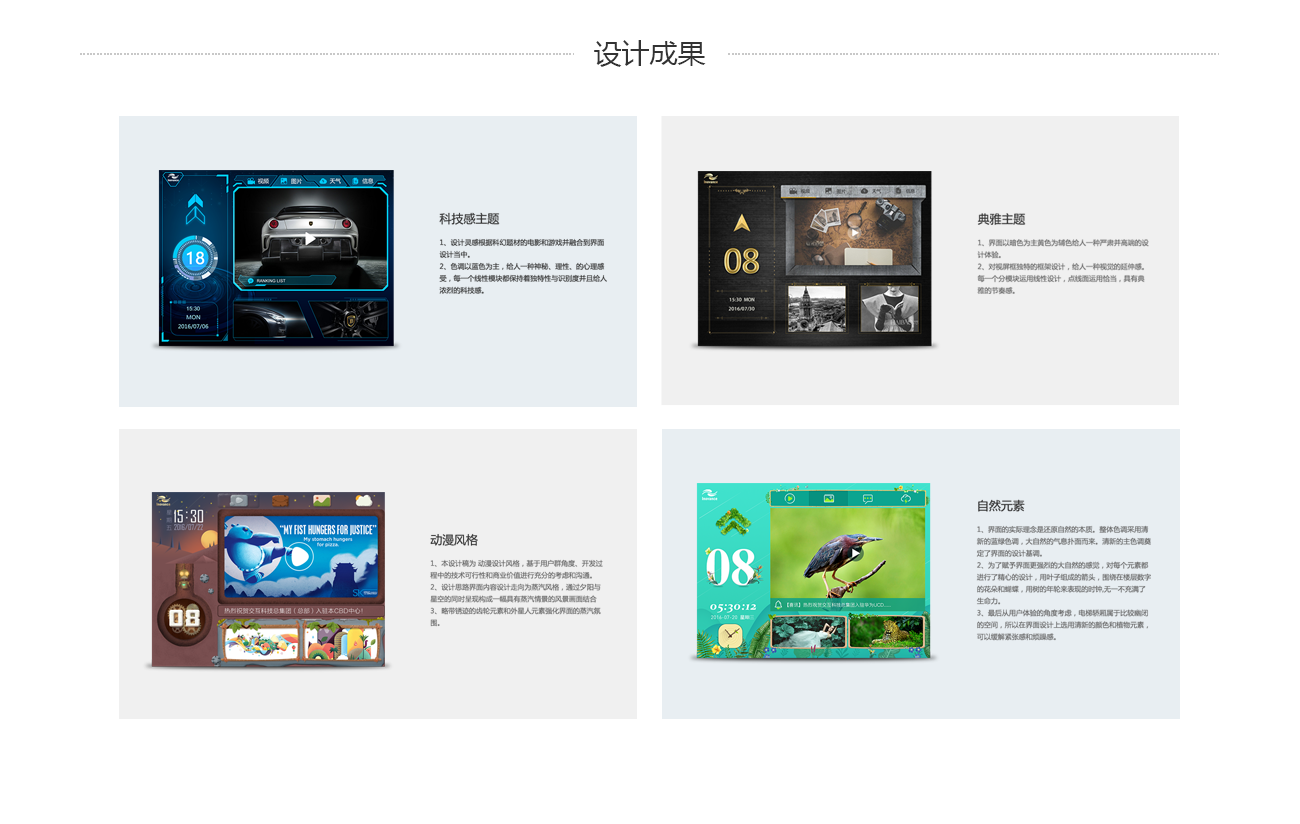 设计成果
视频 图片 天气 信息
18
RANKING LIST
15:30
MON
2016/07/06
科技感主题
1、设计灵感根据科幻题材的电影和游戏并融合到界面
设计当中。
2、色调以蓝色为主，给人一种神秘、理性、的心理感
受，每一个线性模块都保持着独特性与识别度并且给人
浓烈的科技感。
视频 图片 天气 信息
08
15:30 MON
2016/07/30
典雅主题
1、界面以暗色为主黄色为辅色给人一种严肃并高端的设
计体验。
2、对视屏框独特的框架设计，给人一种视觉的延伸感。
每一个分模块运用线性设计，点线面运用恰当，具有典
雅的节奏感。
15:30
2016/07/22
"MY FIST HUNGERS FOR JUSTICE"
My stomach hungers
for pizza.
08
热烈祝贺交互科技总集团（总部）入驻本CBD中心!
动漫风格
1、本设计稿为 动漫设计风格，基于用户群角度、开发过
程中的技术可行性和商业价值进行充分的考虑和沟通。
2、设计思路界面内容设计走向为蒸汽风格，通过夕阳与
星空的同时呈现构成一幅具有蒸汽情景的风景画面结合
3、略带锈迹的齿轮元素和外星人元素强化界面的蒸汽氛
围。
08
05:30:12
2016-07-20 星期三
【喜讯】热烈祝贺交互科技总集团入驻华为UCD.....
自然元素
1、界面的实际理念是还原自然的本质。整体色调采用清
新的蓝绿色调，大自然的气息扑面而来。清新的主色调奠
定了界面的设计基调。
2、为了赋予界面更强烈的大自然的感觉，对每个元素都
进行了精心的设计，用叶子组成的箭头，围绕在楼层数字
的花朵和蝴蝶，用树的年轮来表现的时钟,无一不充满了
生命力。
3、最后从用户体验的角度考虑，电梯轿厢属于比较幽闭
的空间，所以在界面设计上选用清新的颜色和植物元素，
可以缓解紧张感和烦躁感。